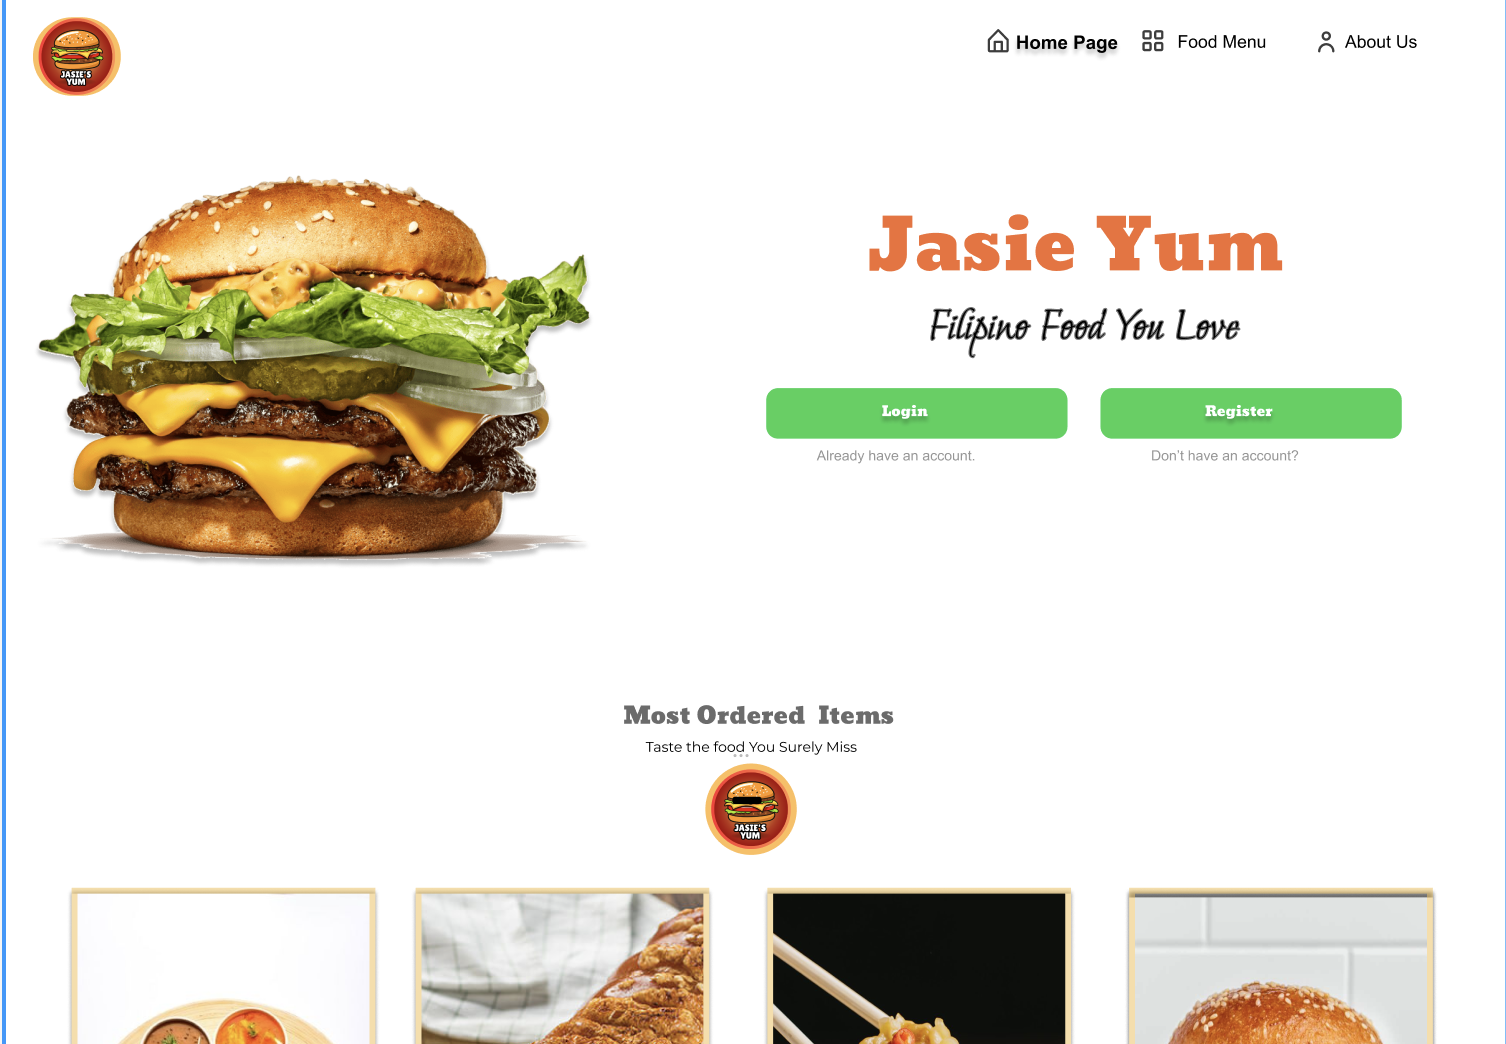 JASIE'S
YUM
Home Page
Food Menu
About Us
Jasie Yum
Filipino Food You Love
Login
Register
Already have an account.
Don't have an account?
Most Ordered Items
Taste the food You Surely Miss
JASIE'S
YUM